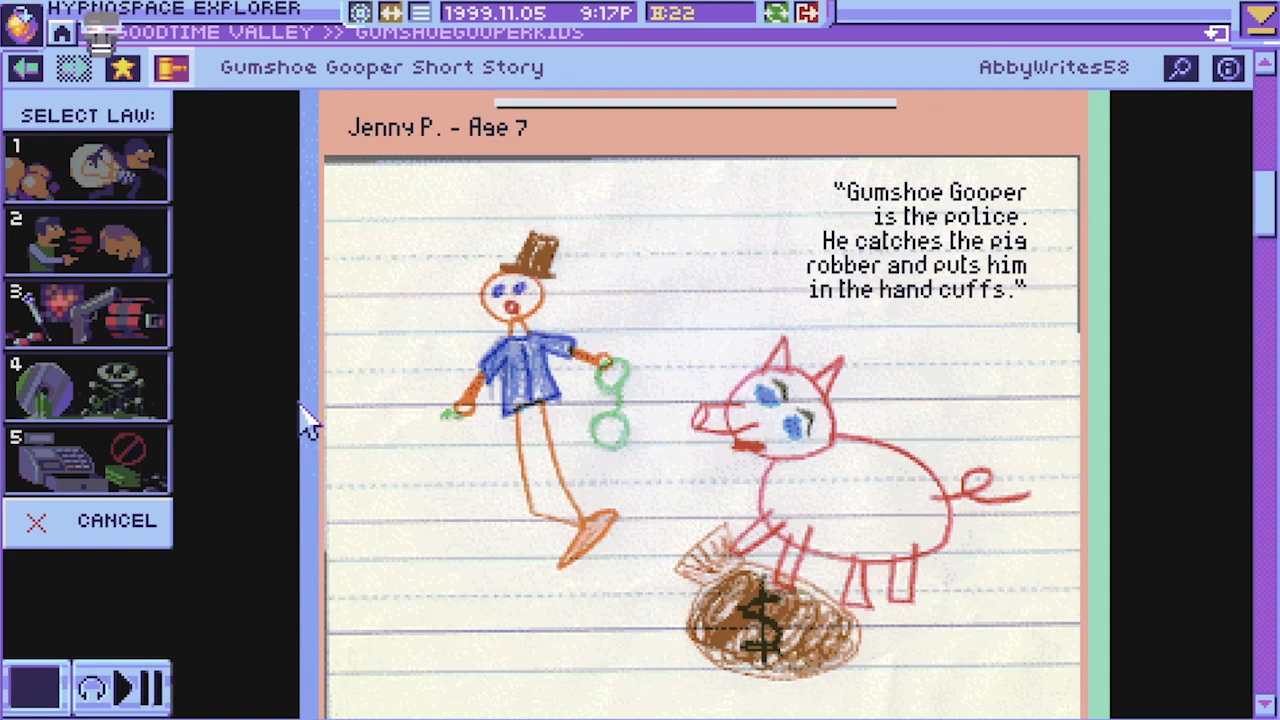 HYPNOSPACE EXPLORER
1999.11.05 9:17P
22
GOODTIME VALLEY >> GUMSHOEGOOPERKIDS
Gumshoe Gooper Short Story
AbbyWrites58
SELECT LAW:
1
2
3
4
5
CANCEL
Jenny P. - Age 7
"Gumshoe Gooper
is the police.
He catches the pig
robber and puts him
in the hand cuffs."
$